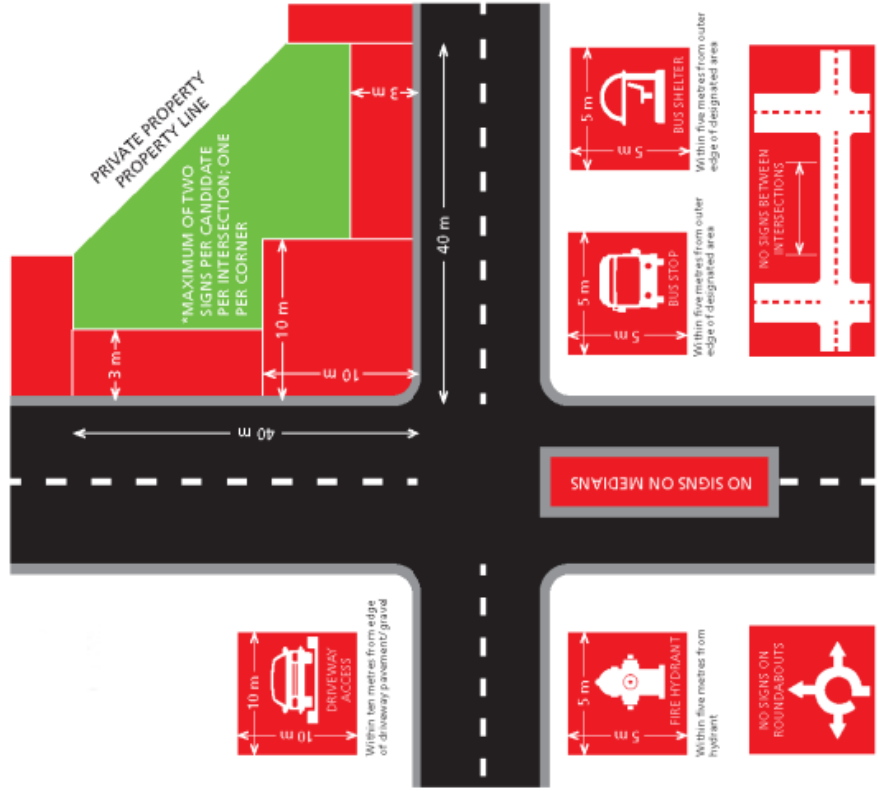 PRIVATE PROPERTY
PROPERTY LINE
*MAXIMUM OF TWO
SIGNS PER CANDIDATE
PER INTERSECTION; ONE
PER CORNER
3 m
3 m
10 m
10 m
40 m
40 m
5 m
5 m
BUS SHELTER
Within five metres from outer
edge of designated area
5 m
5 m
BUS STOP
Within five metres from outer
edge of designated area
NO SIGNS BETWEEN
INTERSECTIONS
NO SIGNS ON MEDIANS
10 m
10 m
DRIVEWAY
ACCESS
Within ten metres from edge
of driveway pavement/gravel
5 m
5 m
FIRE HYDRANT
Within five metres from
hydrant
NO SIGNS ON
ROUNDABOUTS